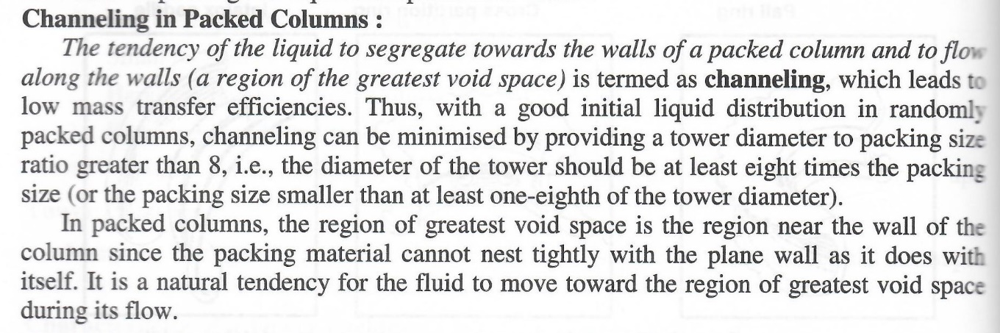 Channeling in Packed Columns :
The tendency of the liquid to segregate towards the walls of a packed column and to flow
along the walls (a region of the greatest void space) is termed as channeling, which leads to
low mass transfer efficiencies. Thus, with a good initial liquid distribution in randomly
packed columns, channeling can be minimised by providing a tower diameter to packing size
ratio greater than 8, i.e., the diameter of the tower should be at least eight times the packing
size (or the packing size smaller than at least one-eighth of the tower diameter).
In packed columns, the region of greatest void space is the region near the wall of the
column since the packing material cannot nest tightly with the plane wall as it does with
itself. It is a natural tendency for the fluid to move toward the region of greatest void space
during its flow.